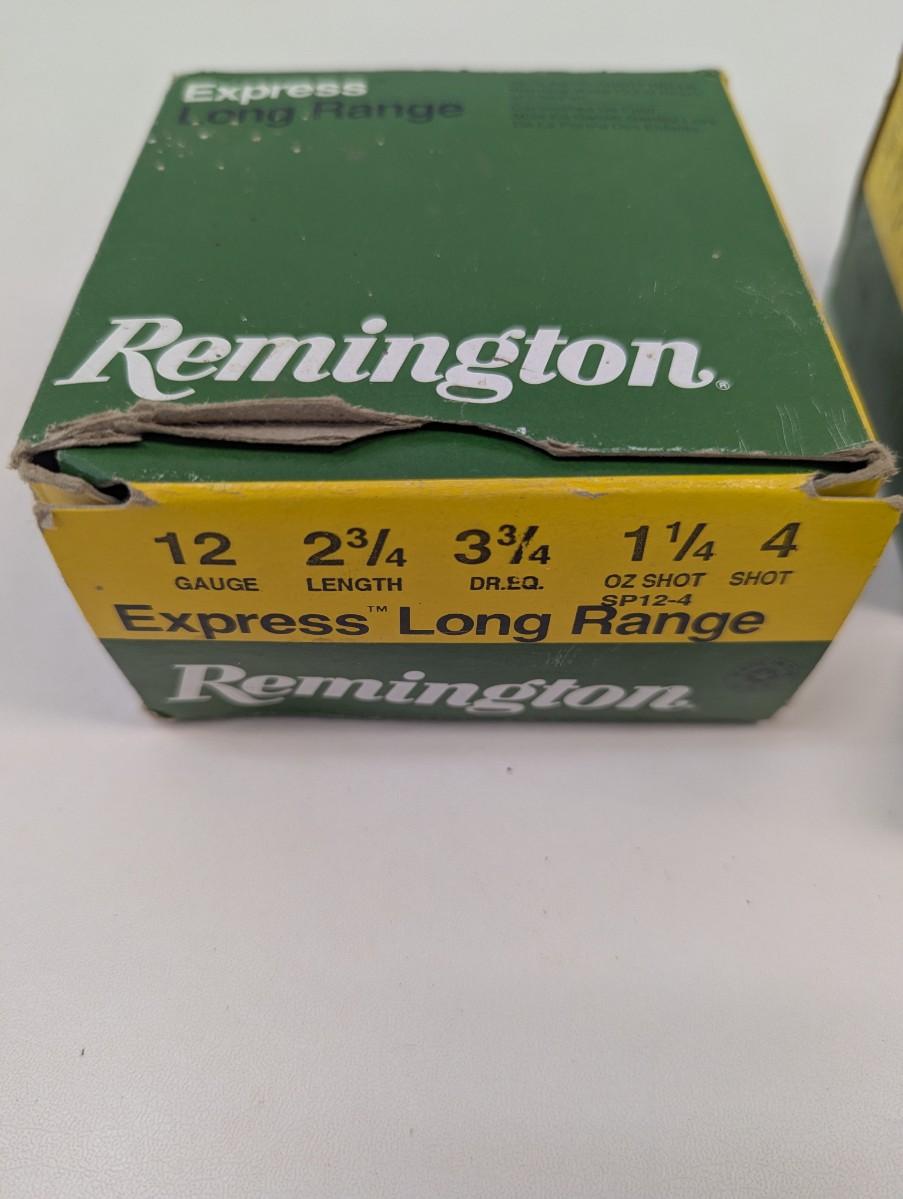 Express
Long Range
Remington®
12 2¾ 3¾ 1¼ 4
GAUGE LENGTH DR.EQ. OZ SHOT SHOT
SP12-4
Express™ Long Range
Remington